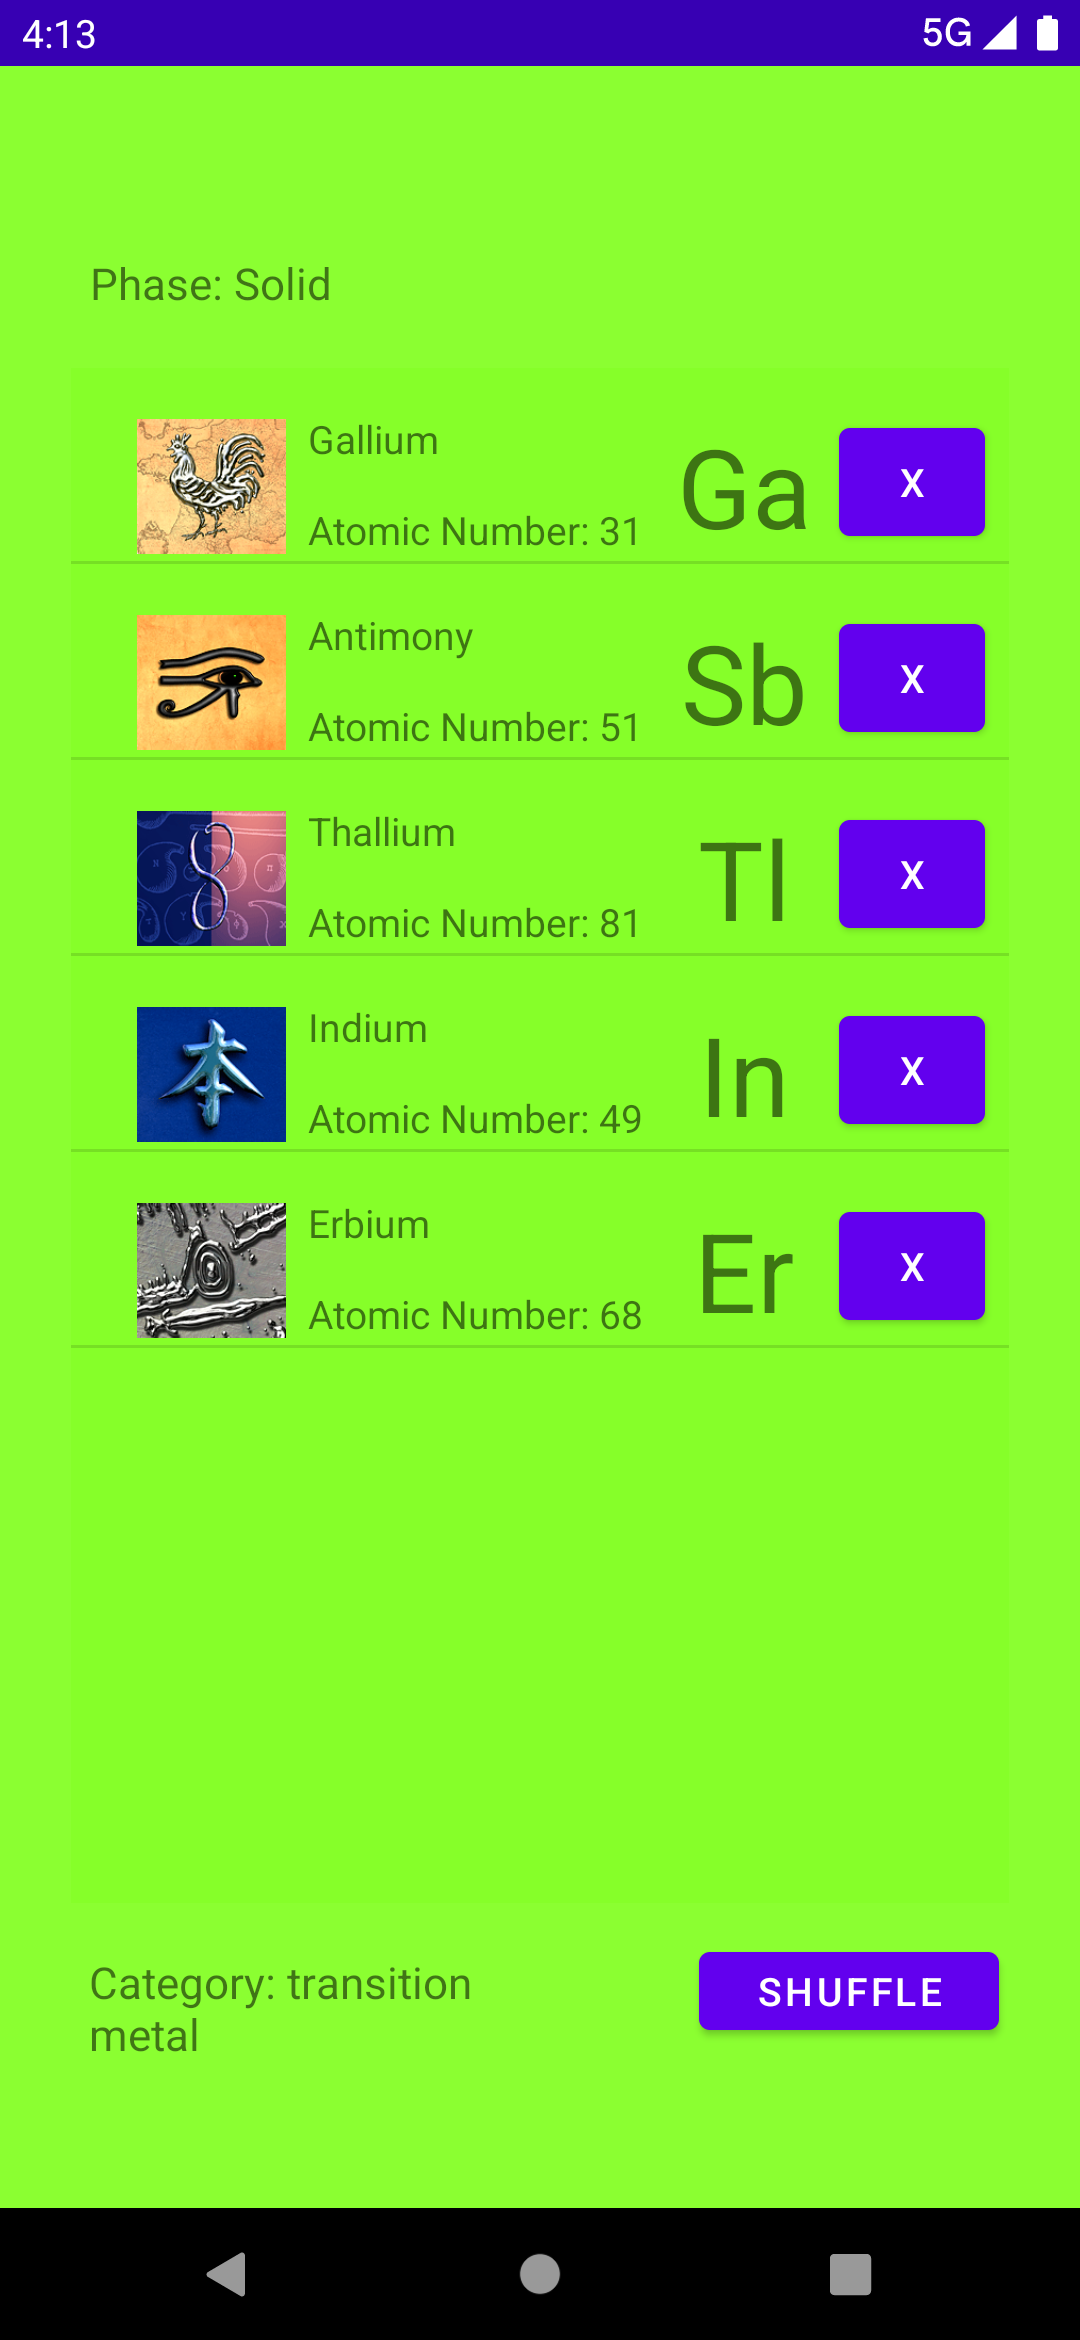 4:13
5G
Phase: Solid
Gallium
Atomic Number: 31
Ga
X
Antimony
Atomic Number: 51
Sb
X
Thallium
Atomic Number: 81
Tl
X
Indium
Atomic Number: 49
In
X
Erbium
Atomic Number: 68
Er
X
Category: transition
metal
SHUFFLE